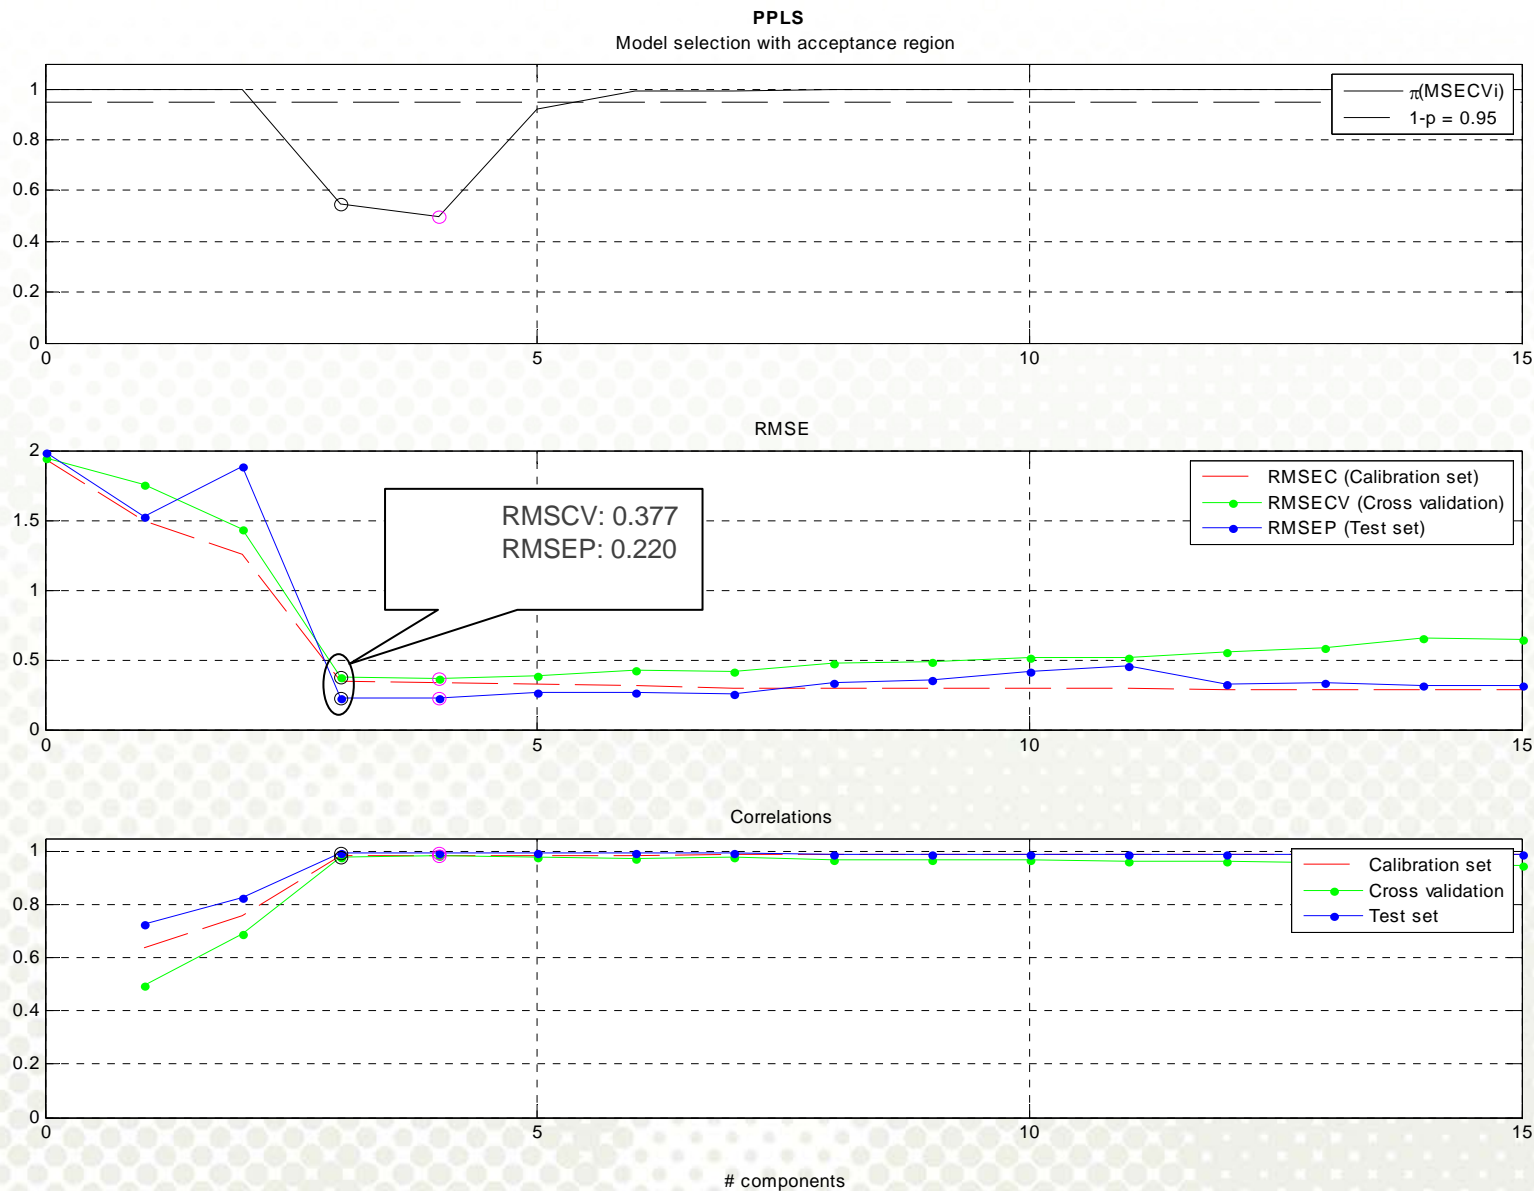 PPLS
Model selection with acceptance region
1
0.8
0.6
0.4
0.2
0
0 5 10 15
π(MSECVi)
1-p = 0.95
RMSE
2
1.5
1
0.5
0
0 5 10 15
RMSEC (Calibration set)
RMSECV (Cross validation)
RMSEP (Test set)
RMSCV: 0.377
RMSEP: 0.220
Correlations
1
0.8
0.6
0.4
0.2
0
0 5 10 15
Calibration set
Cross validation
Test set
# components